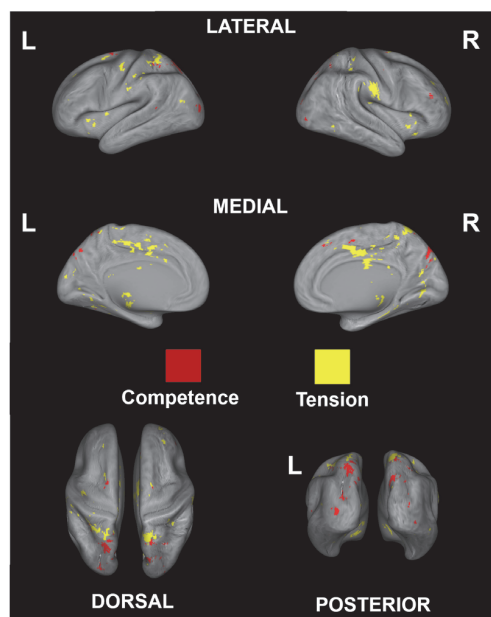 LATERAL
L R
MEDIAL
L R
Competence Tension
L
DORSAL POSTERIOR